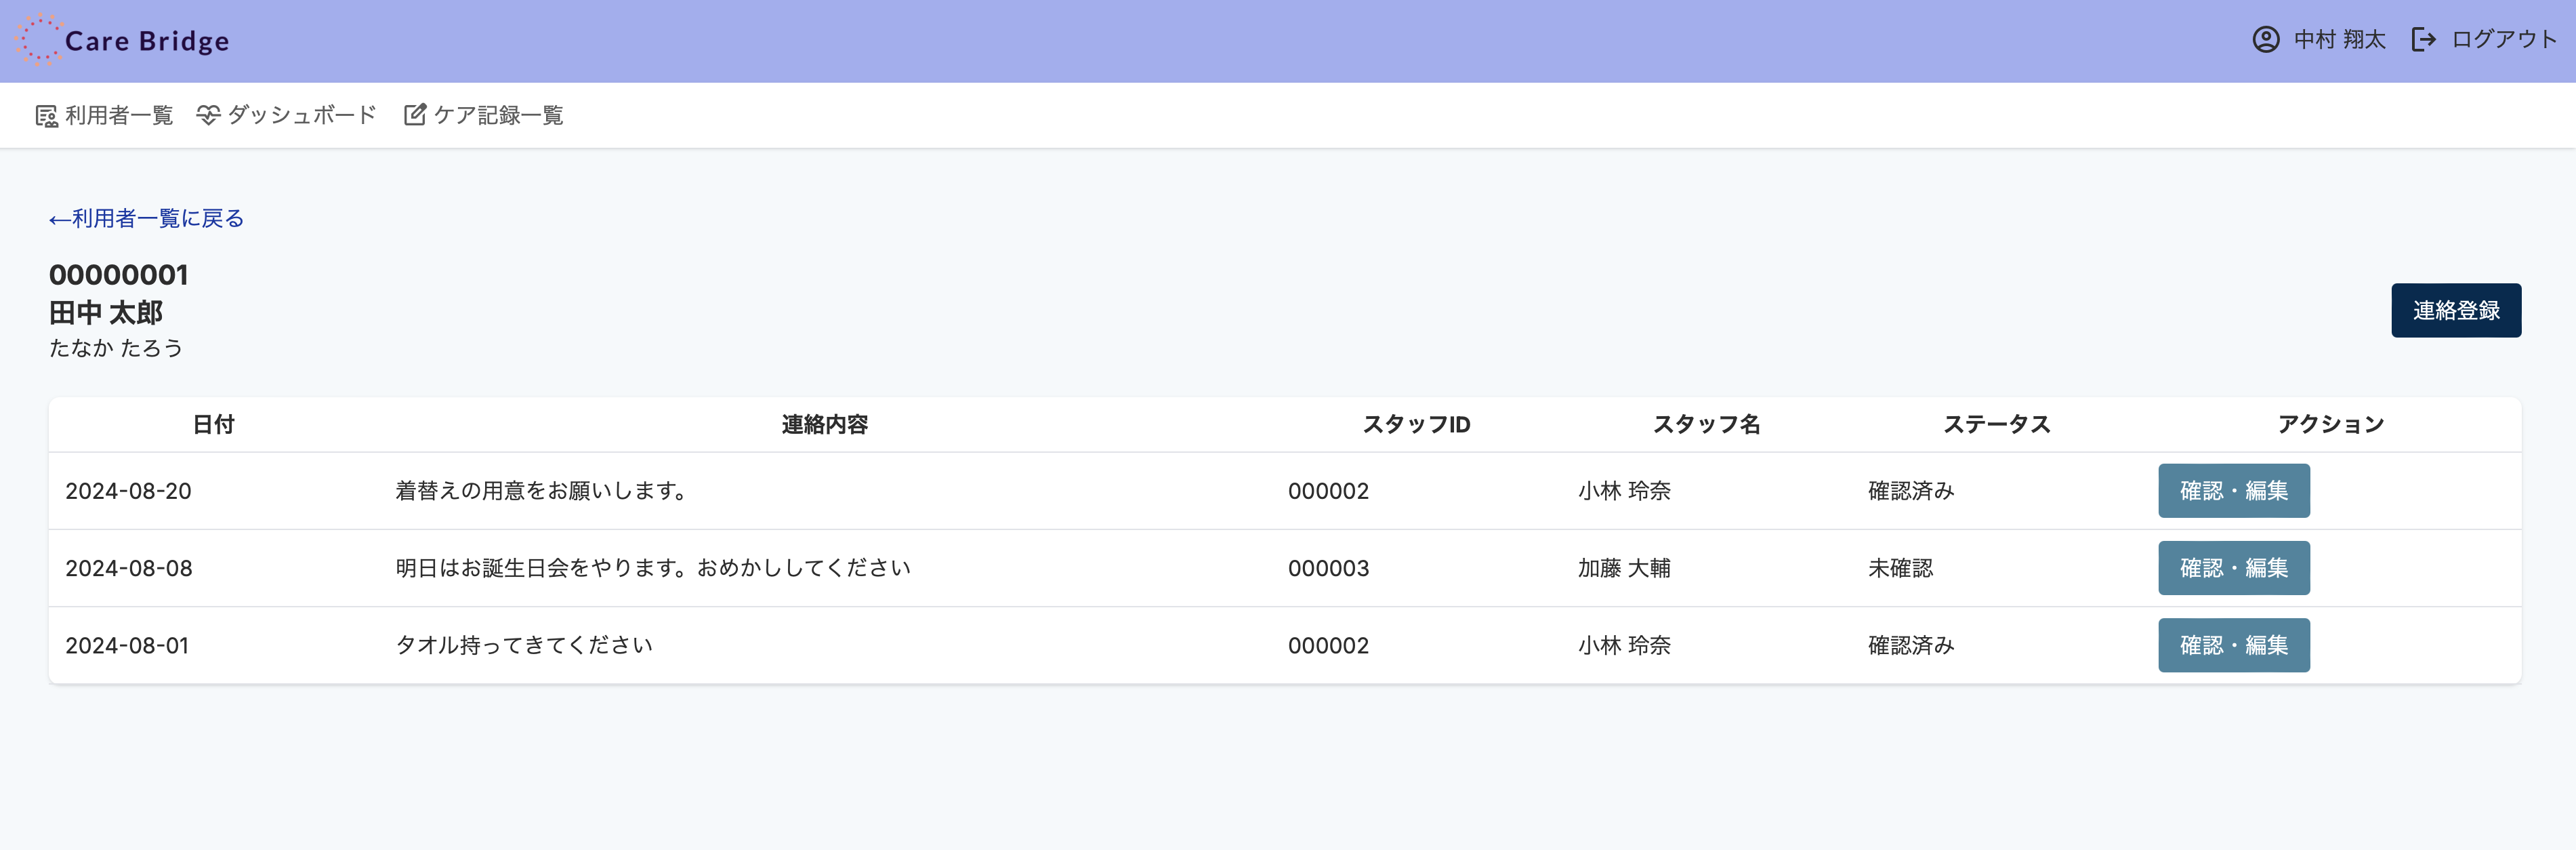 Care Bridge
中村 翔太
ログアウト
利用者一覧
ダッシュボード
ケア記録一覧
←利用者一覧に戻る
00000001
田中 太郎
たなか たろう
連絡登録
日付 連絡内容 スタッフID スタッフ名 ステータス アクション
2024-08-20 着替えの用意をお願いします。 000002 小林 玲奈 確認済み 確認・編集
2024-08-08 明日はお誕生日会をやります。おめかししてください 000003 加藤 大輔 未確認 確認・編集
2024-08-01 タオル持ってきてください 000002 小林 玲奈 確認済み 確認・編集